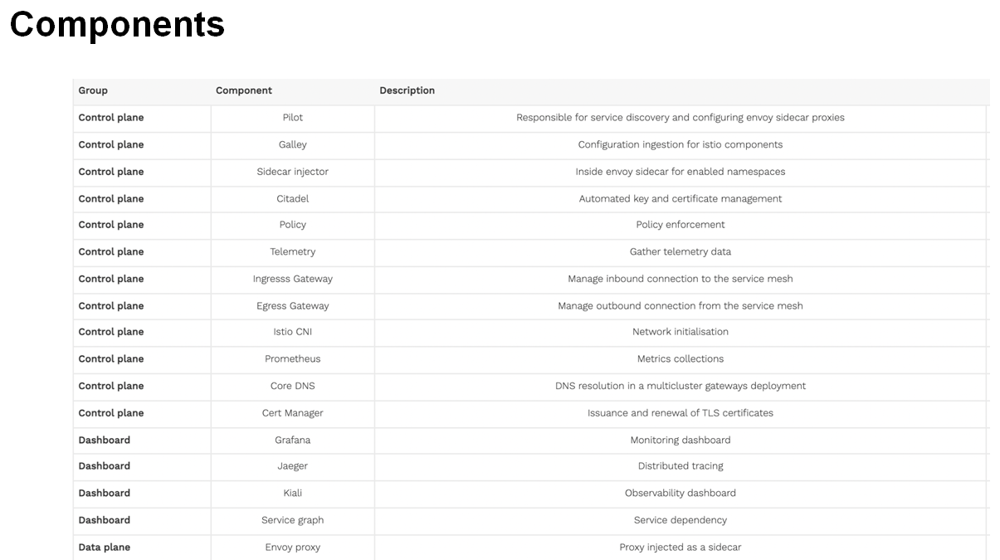 Components
Group Component Description
Control plane Pilot Responsible for service discovery and configuring envoy sidecar proxies
Control plane Galley Configuration ingestion for istio components
Control plane Sidecar injector Inside envoy sidecar for enabled namespaces
Control plane Citadel Automated key and certificate management
Control plane Policy Policy enforcement
Control plane Telemetry Gather telemetry data
Control plane Ingresss Gateway Manage inbound connection to the service mesh
Control plane Egress Gateway Manage outbound connection from the service mesh
Control plane Istio CNI Network initialisation
Control plane Prometheus Metrics collections
Control plane Core DNS DNS resolution in a multicluster gateways deployment
Control plane Cert Manager Issuance and renewal of TLS certificates
Dashboard Grafana Monitoring dashboard
Dashboard Jaeger Distributed tracing
Dashboard Kiali Observability dashboard
Dashboard Service graph Service dependency
Data plane Envoy proxy Proxy injected as a sidecar